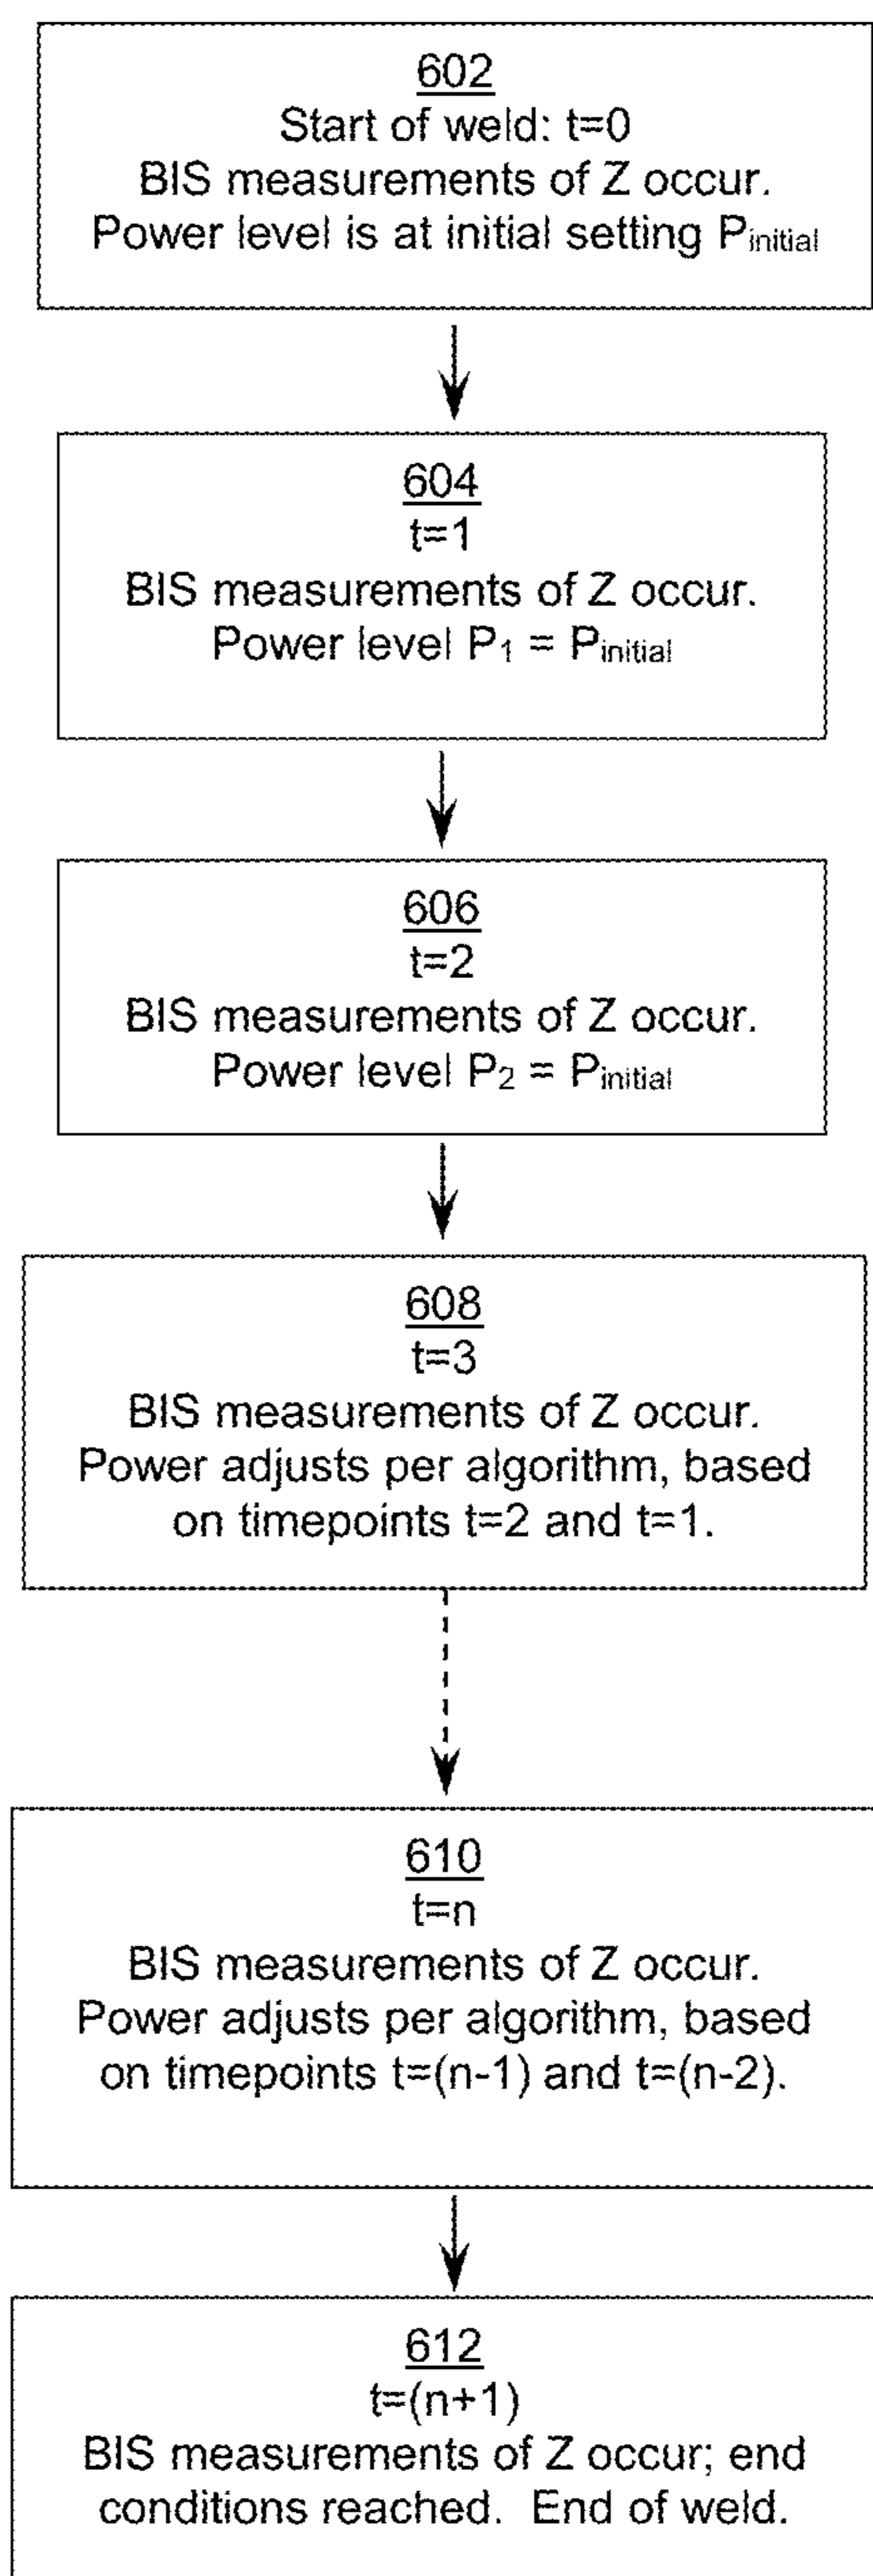 602
Start of weld: t=0
BIS measurements of Z occur.
Power level is at initial setting Pinitial
604
t=1
BIS measurements of Z occur.
Power level P1 = Pinitial
606
t=2
BIS measurements of Z occur.
Power level P2 = Pinitial
608
t=3
BIS measurements of Z occur.
Power adjusts per algorithm, based
on timepoints t=2 and t=1.
610
t=n
BIS measurements of Z occur.
Power adjusts per algorithm, based
on timepoints t=(n-1) and t=(n-2).
612
t=(n+1)
BIS measurements of Z occur; end
conditions reached.  End of weld.